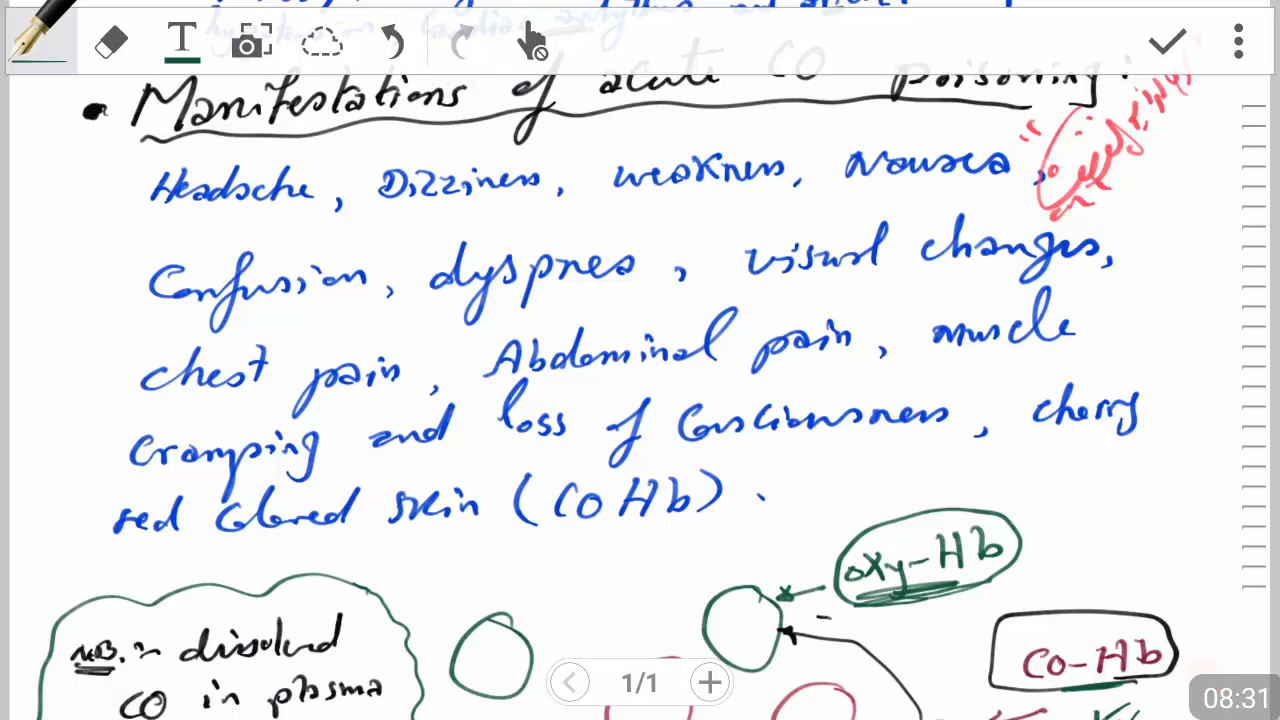 • Manifestations of acute CO poisoning:
Headache, Dizziness, weakness, Nausea,
Confusion, dyspnea, visual changes,
chest pain, Abdominal pain, muscle
cramping and loss of Consciousness, cherry
red colored skin (COHb).
oxy-Hb
CO-Hb
NB. :- dissolved
CO in plasma
1/1
08:31